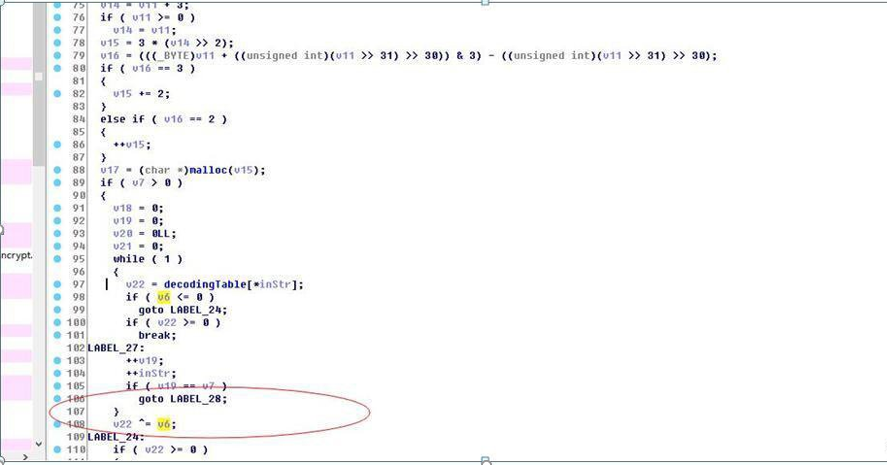 75 v14 = v11 + 3;
76 if ( v11 >= 0 )
77 v14 = v11;
78 v15 = 3 * (v14 >> 2);
79 v16 = (((_BYTE)v11 + ((unsigned int)(v11 >> 31) >> 30)) & 3) - ((unsigned int)(v11 >> 31) >> 30);
80 if ( v16 == 3 )
81 {
82 v15 += 2;
83 }
84 else if ( v16 == 2 )
85 {
86 ++v15;
87 }
88 v17 = (char *)malloc(v15);
89 if ( v7 > 0 )
90 {
91 v18 = 0;
92 v19 = 0;
93 v20 = 0LL;
94 v21 = 0;
95 while ( 1 )
ncrypt.
96 {
97 v22 = decodingTable[*inStr];
98 if ( v6 <= 0 )
99 goto LABEL_24;
100 if ( v22 >= 0 )
101 break;
102 LABEL_27:
103 ++v19;
104 ++inStr;
105 if ( v19 == v7 )
106 goto LABEL_28;
107 }
108 v22 ^= v6;
109 LABEL_24:
110 if ( v22 >= 0 )